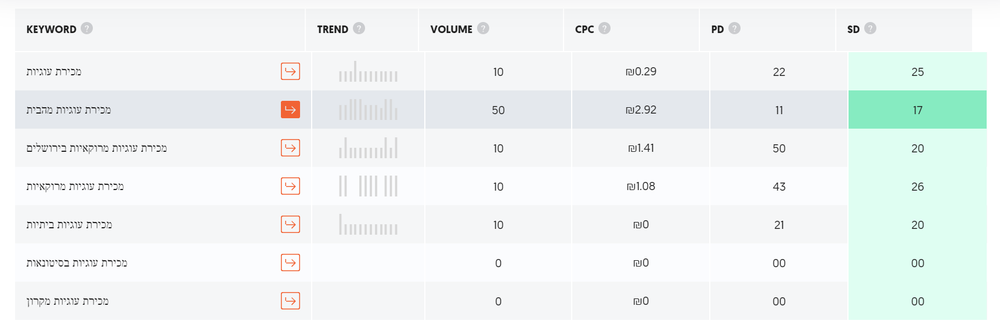 KEYWORD ? TREND ? VOLUME ? CPC ? PD ? SD ?
מכירת עוגיות 10 ₪0.29 22 25
מכירת עוגיות מהבית 50 ₪2.92 11 17
מכירת עוגיות מרוקאיות בירושלים 10 ₪1.41 50 20
מכירת עוגיות מרוקאיות 10 ₪1.08 43 26
מכירת עוגיות ביתיות 10 ₪0 21 20
מכירת עוגיות בסיטונאות 0 ₪0 00 00
מכירת עוגיות מקרון 0 ₪0 00 00